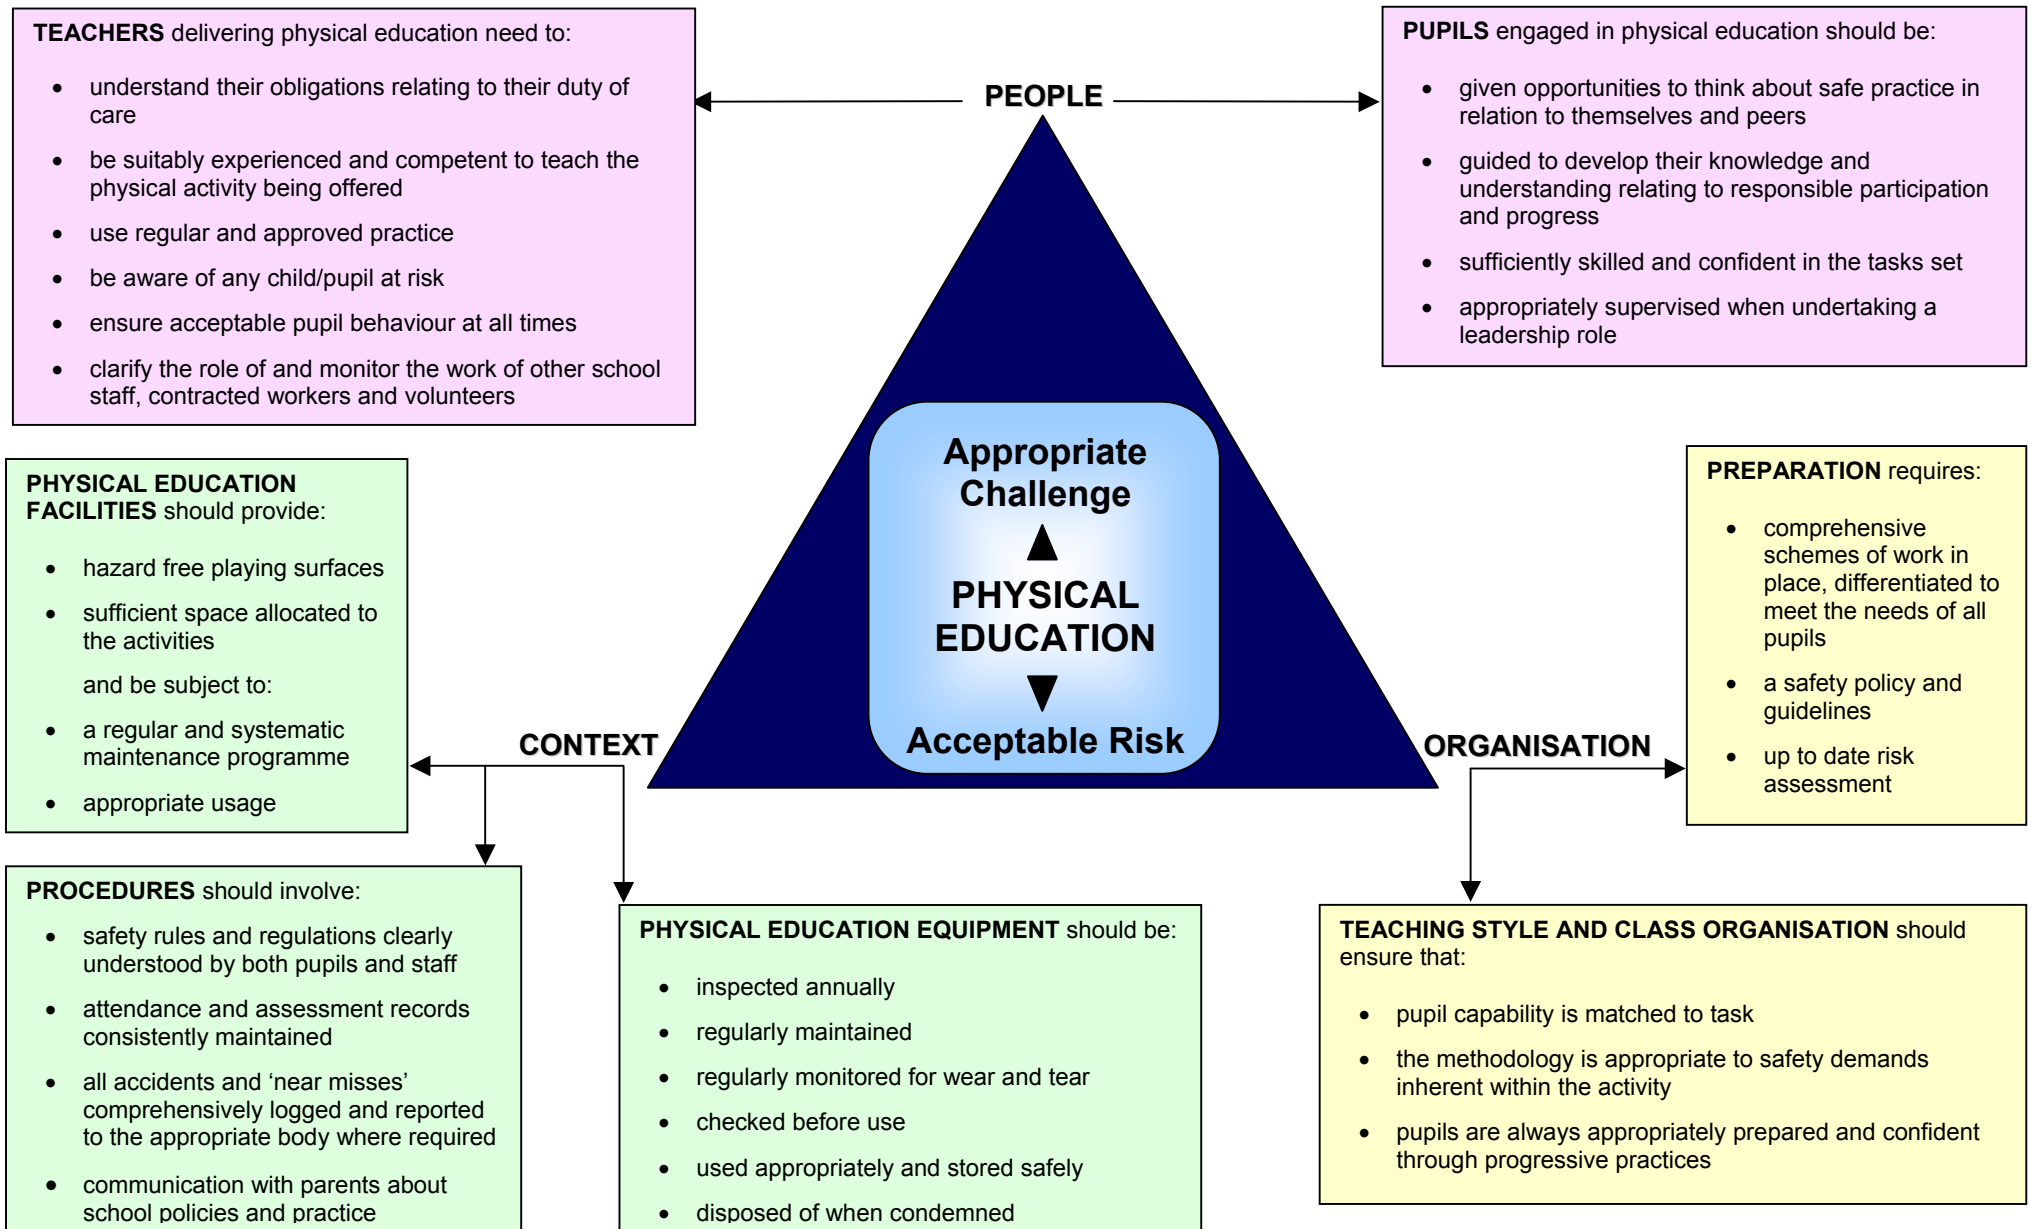 TEACHERS delivering physical education need to:
• understand their obligations relating to their duty of
care
• be suitably experienced and competent to teach the
physical activity being offered
• use regular and approved practice
• be aware of any child/pupil at risk
• ensure acceptable pupil behaviour at all times
• clarify the role of and monitor the work of other school
staff, contracted workers and volunteers
PEOPLE
PUPILS engaged in physical education should be:
• given opportunities to think about safe practice in
relation to themselves and peers
• guided to develop their knowledge and
understanding relating to responsible participation
and progress
• sufficiently skilled and confident in the tasks set
• appropriately supervised when undertaking a
leadership role
Appropriate
Challenge
PHYSICAL
EDUCATION
Acceptable Risk
PHYSICAL EDUCATION
FACILITIES should provide:
• hazard free playing surfaces
• sufficient space allocated to
the activities
and be subject to:
• a regular and systematic
maintenance programme
• appropriate usage
CONTEXT
ORGANISATION
PREPARATION requires:
• comprehensive
schemes of work in
place, differentiated to
meet the needs of all
pupils
• a safety policy and
guidelines
• up to date risk
assessment
PROCEDURES should involve:
• safety rules and regulations clearly
understood by both pupils and staff
• attendance and assessment records
consistently maintained
• all accidents and ‘near misses’
comprehensively logged and reported
to the appropriate body where required
• communication with parents about
school policies and practice
PHYSICAL EDUCATION EQUIPMENT should be:
• inspected annually
• regularly maintained
• regularly monitored for wear and tear
• checked before use
• used appropriately and stored safely
• disposed of when condemned
TEACHING STYLE AND CLASS ORGANISATION should
ensure that:
• pupil capability is matched to task
• the methodology is appropriate to safety demands
inherent within the activity
• pupils are always appropriately prepared and confident
through progressive practices